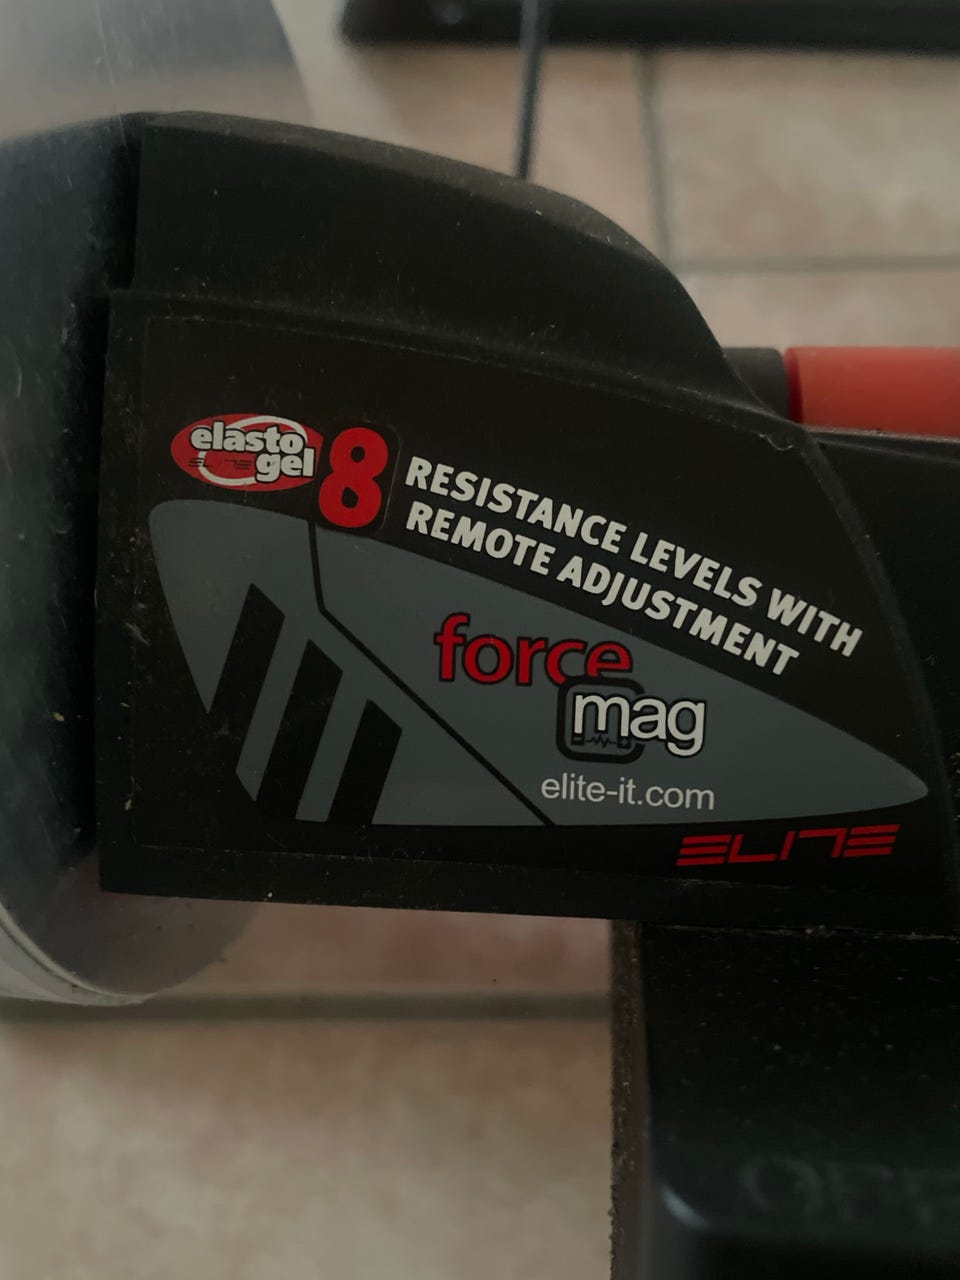 elasto
gel
8
RESISTANCE LEVELS WITH
REMOTE ADJUSTMENT
force
mag
elite-it.com
ELITE